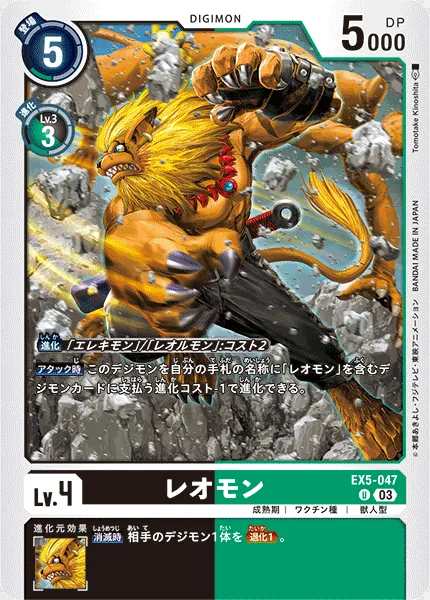 DIGIMON
登場
5
DP
5000
進化
Lv.3
3
Tomotake Kinoshita
BANDAI MADE IN JAPAN
©本郷あきよし・フジテレビ・東映アニメーション
進化 「エレキモン」/「レオルモン」:コスト2
アタック時 このデジモンを自分の手札の名称に「レオモン」を含むデ
ジモンカードに支払う進化コスト-1で進化できる。
Lv.4
レオモン
EX5-047
U 03
成熟期 | ワクチン種 | 獣人型
進化元効果 消滅時 相手のデジモン1体を 退化1 。